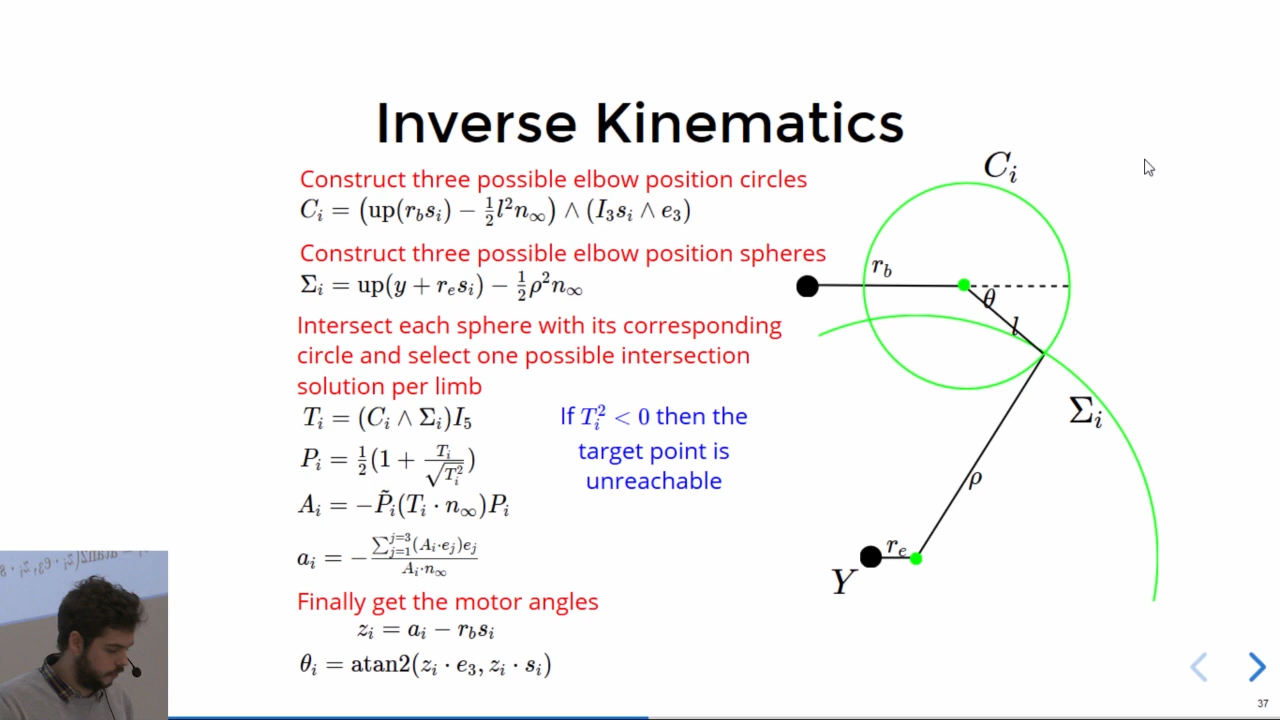 Inverse Kinematics
Construct three possible elbow position circles
C_i = (up(r_b s_i) − ½ l² n_∞) ∧ (I_3 s_i ∧ e_3)
Construct three possible elbow position spheres
Σ_i = up(y + r_e s_i) − ½ ρ² n_∞
Intersect each sphere with its corresponding
circle and select one possible intersection
solution per limb
T_i = (C_i ∧ Σ_i)I_5
If T_i² < 0 then the
target point is
unreachable
P_i = ½(1 + T_i/√(T_i²))
A_i = −P̃_i(T_i · n_∞)P_i
a_i = −(∑_{j=1}^{j=3}(A_i·e_j)e_j)/(A_i·n_∞)
Finally get the motor angles
z_i = a_i − r_b s_i
θ_i = atan2(z_i · e_3, z_i · s_i)
C_i
r_b
θ
l
Σ_i
ρ
r_e
Y
37